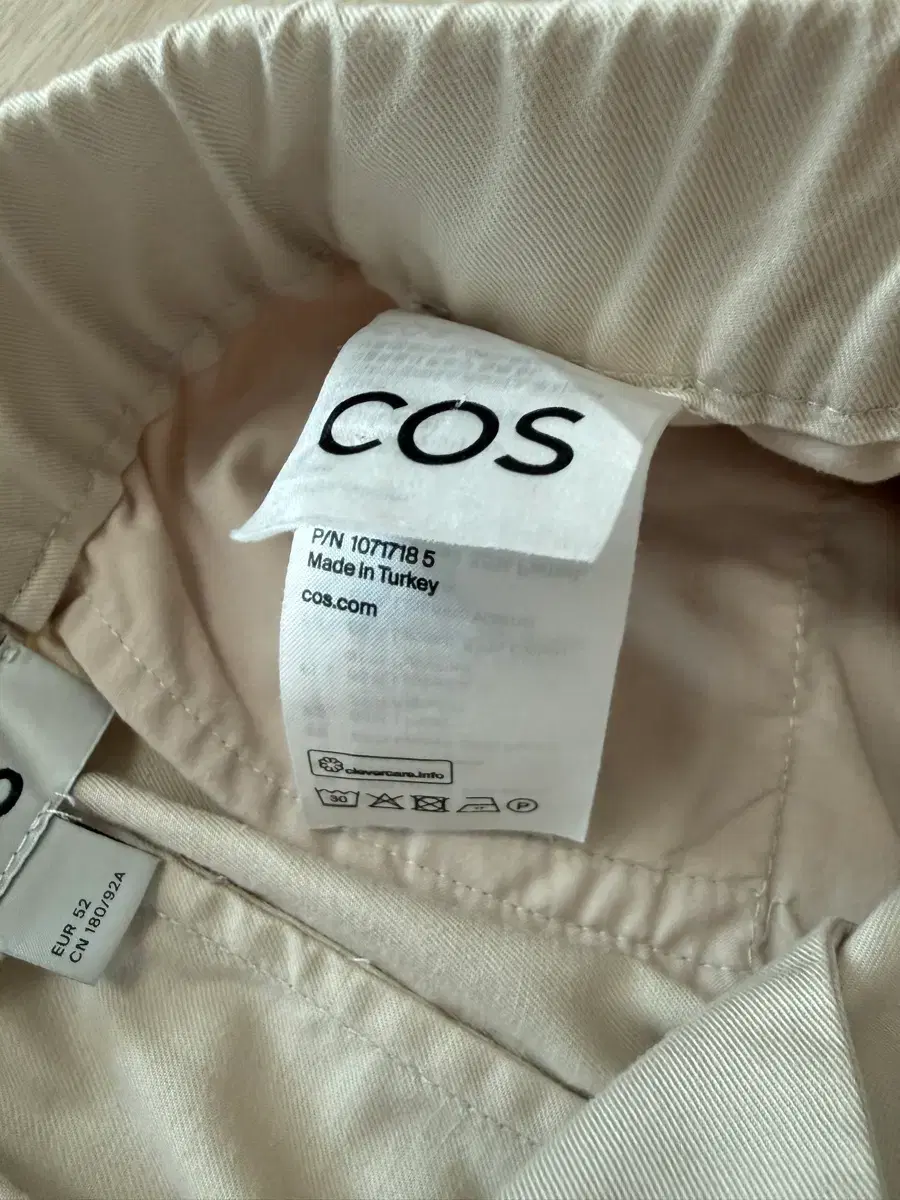 COS
P/N 1071718 5
Made in Turkey
cos.com
clevercare.info
30
P
EUR 52
CN 180/92A